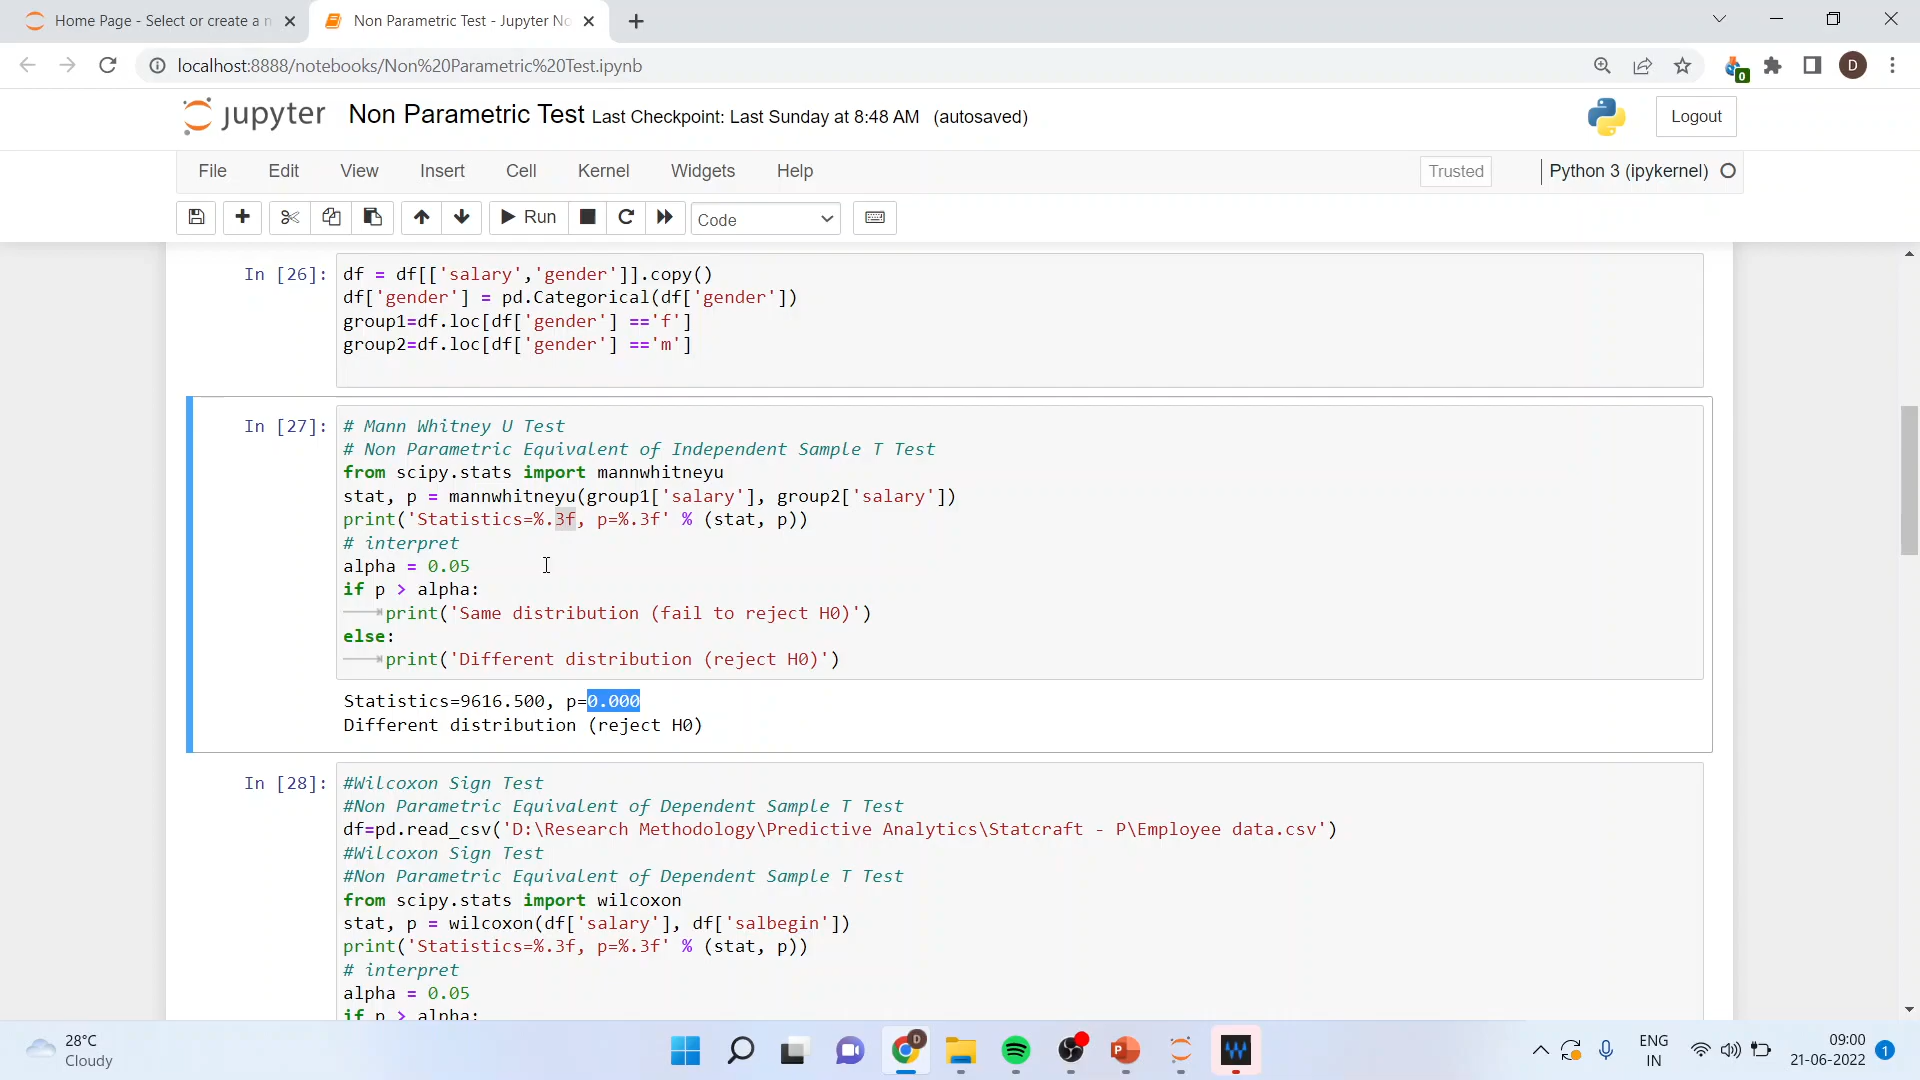 Home Page - Select or create a n
Non Parametric Test - Jupyter No
localhost:8888/notebooks/Non%20Parametric%20Test.ipynb
0
D
jupyter
Non Parametric Test Last Checkpoint: Last Sunday at 8:48 AM (autosaved)
Logout
File Edit View Insert Cell Kernel Widgets Help
Trusted
Python 3 (ipykernel)
Run
Code
In [26]:
df = df[['salary','gender']].copy()
df['gender'] = pd.Categorical(df['gender'])
group1=df.loc[df['gender'] =='f']
group2=df.loc[df['gender'] =='m']
In [27]:
# Mann Whitney U Test
# Non Parametric Equivalent of Independent Sample T Test
from scipy.stats import mannwhitneyu
stat, p = mannwhitneyu(group1['salary'], group2['salary'])
print('Statistics=%.3f, p=%.3f' % (stat, p))
# interpret
alpha = 0.05
if p > alpha:
print('Same distribution (fail to reject H0)')
else:
print('Different distribution (reject H0)')
Statistics=9616.500, p=0.000
Different distribution (reject H0)
In [28]:
#Wilcoxon Sign Test
#Non Parametric Equivalent of Dependent Sample T Test
df=pd.read_csv('D:\Research Methodology\Predictive Analytics\Statcraft - P\Employee data.csv')
#Wilcoxon Sign Test
#Non Parametric Equivalent of Dependent Sample T Test
from scipy.stats import wilcoxon
stat, p = wilcoxon(df['salary'], df['salbegin'])
print('Statistics=%.3f, p=%.3f' % (stat, p))
# interpret
alpha = 0.05
if p > alpha:
28°C
Cloudy
D
P
W
ENG
IN
09:00
21-06-2022
1